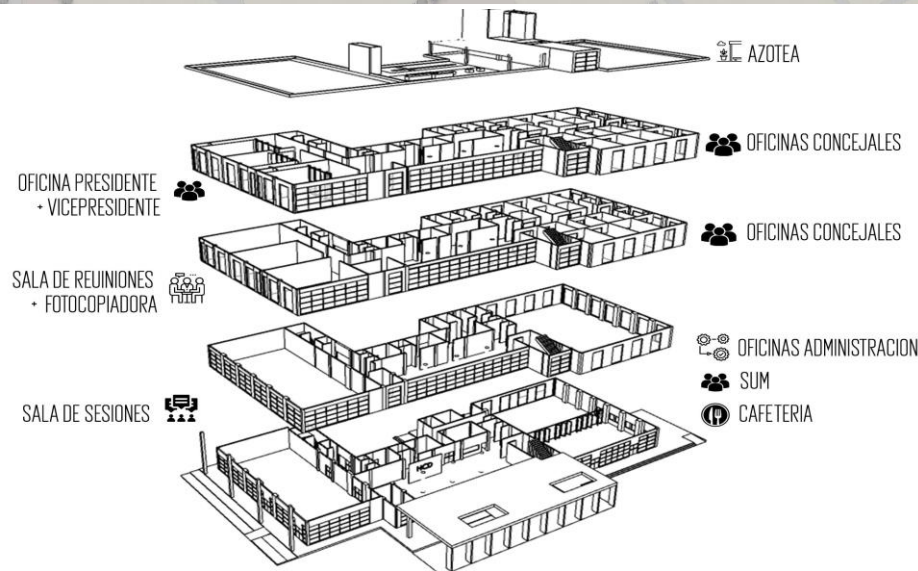 AZOTEA
OFICINAS CONCEJALES
OFICINA PRESIDENTE
+ VICEPRESIDENTE
OFICINAS CONCEJALES
SALA DE REUNIONES
+ FOTOCOPIADORA
OFICINAS ADMINISTRACION
SUM
SALA DE SESIONES
CAFETERIA
HCD